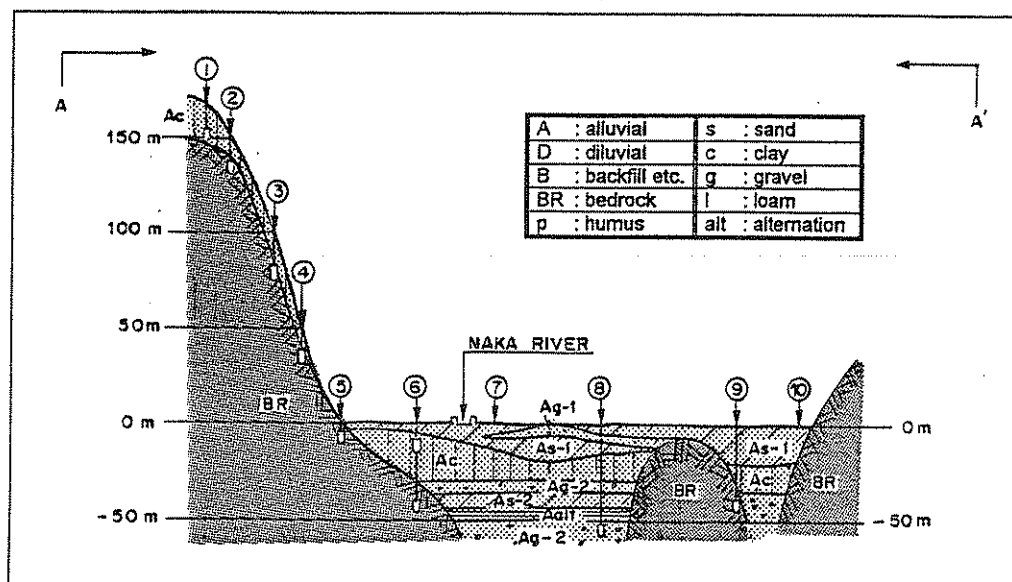 A
A'
①
②
③
④
⑤
⑥
⑦
⑧
⑨
⑩
A : alluvial s : sand
D : diluvial c : clay
B : backfill etc. g : gravel
BR : bedrock l : loam
p : humus alt : alternation
Ac
150 m
100 m
50 m
0 m
-50 m
NAKA RIVER
BR
Ag-1
As-1
Ac
Ag-2
As-2
Aalt
Ag-2
BR
As-1
Ac
BR
0 m
-50 m